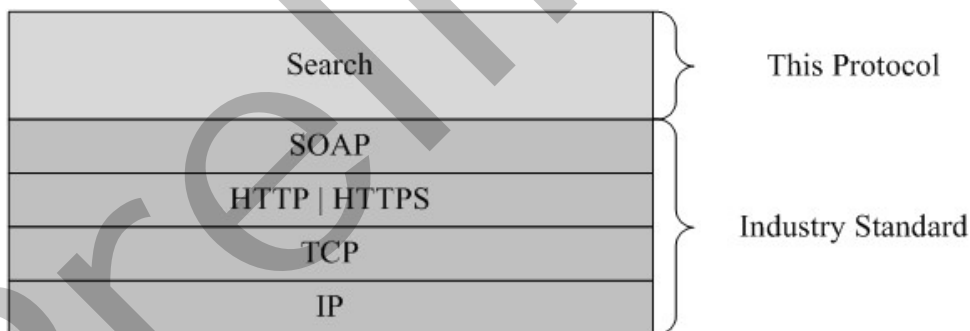 Search
This Protocol
SOAP
HTTP | HTTPS
Industry Standard
TCP
IP